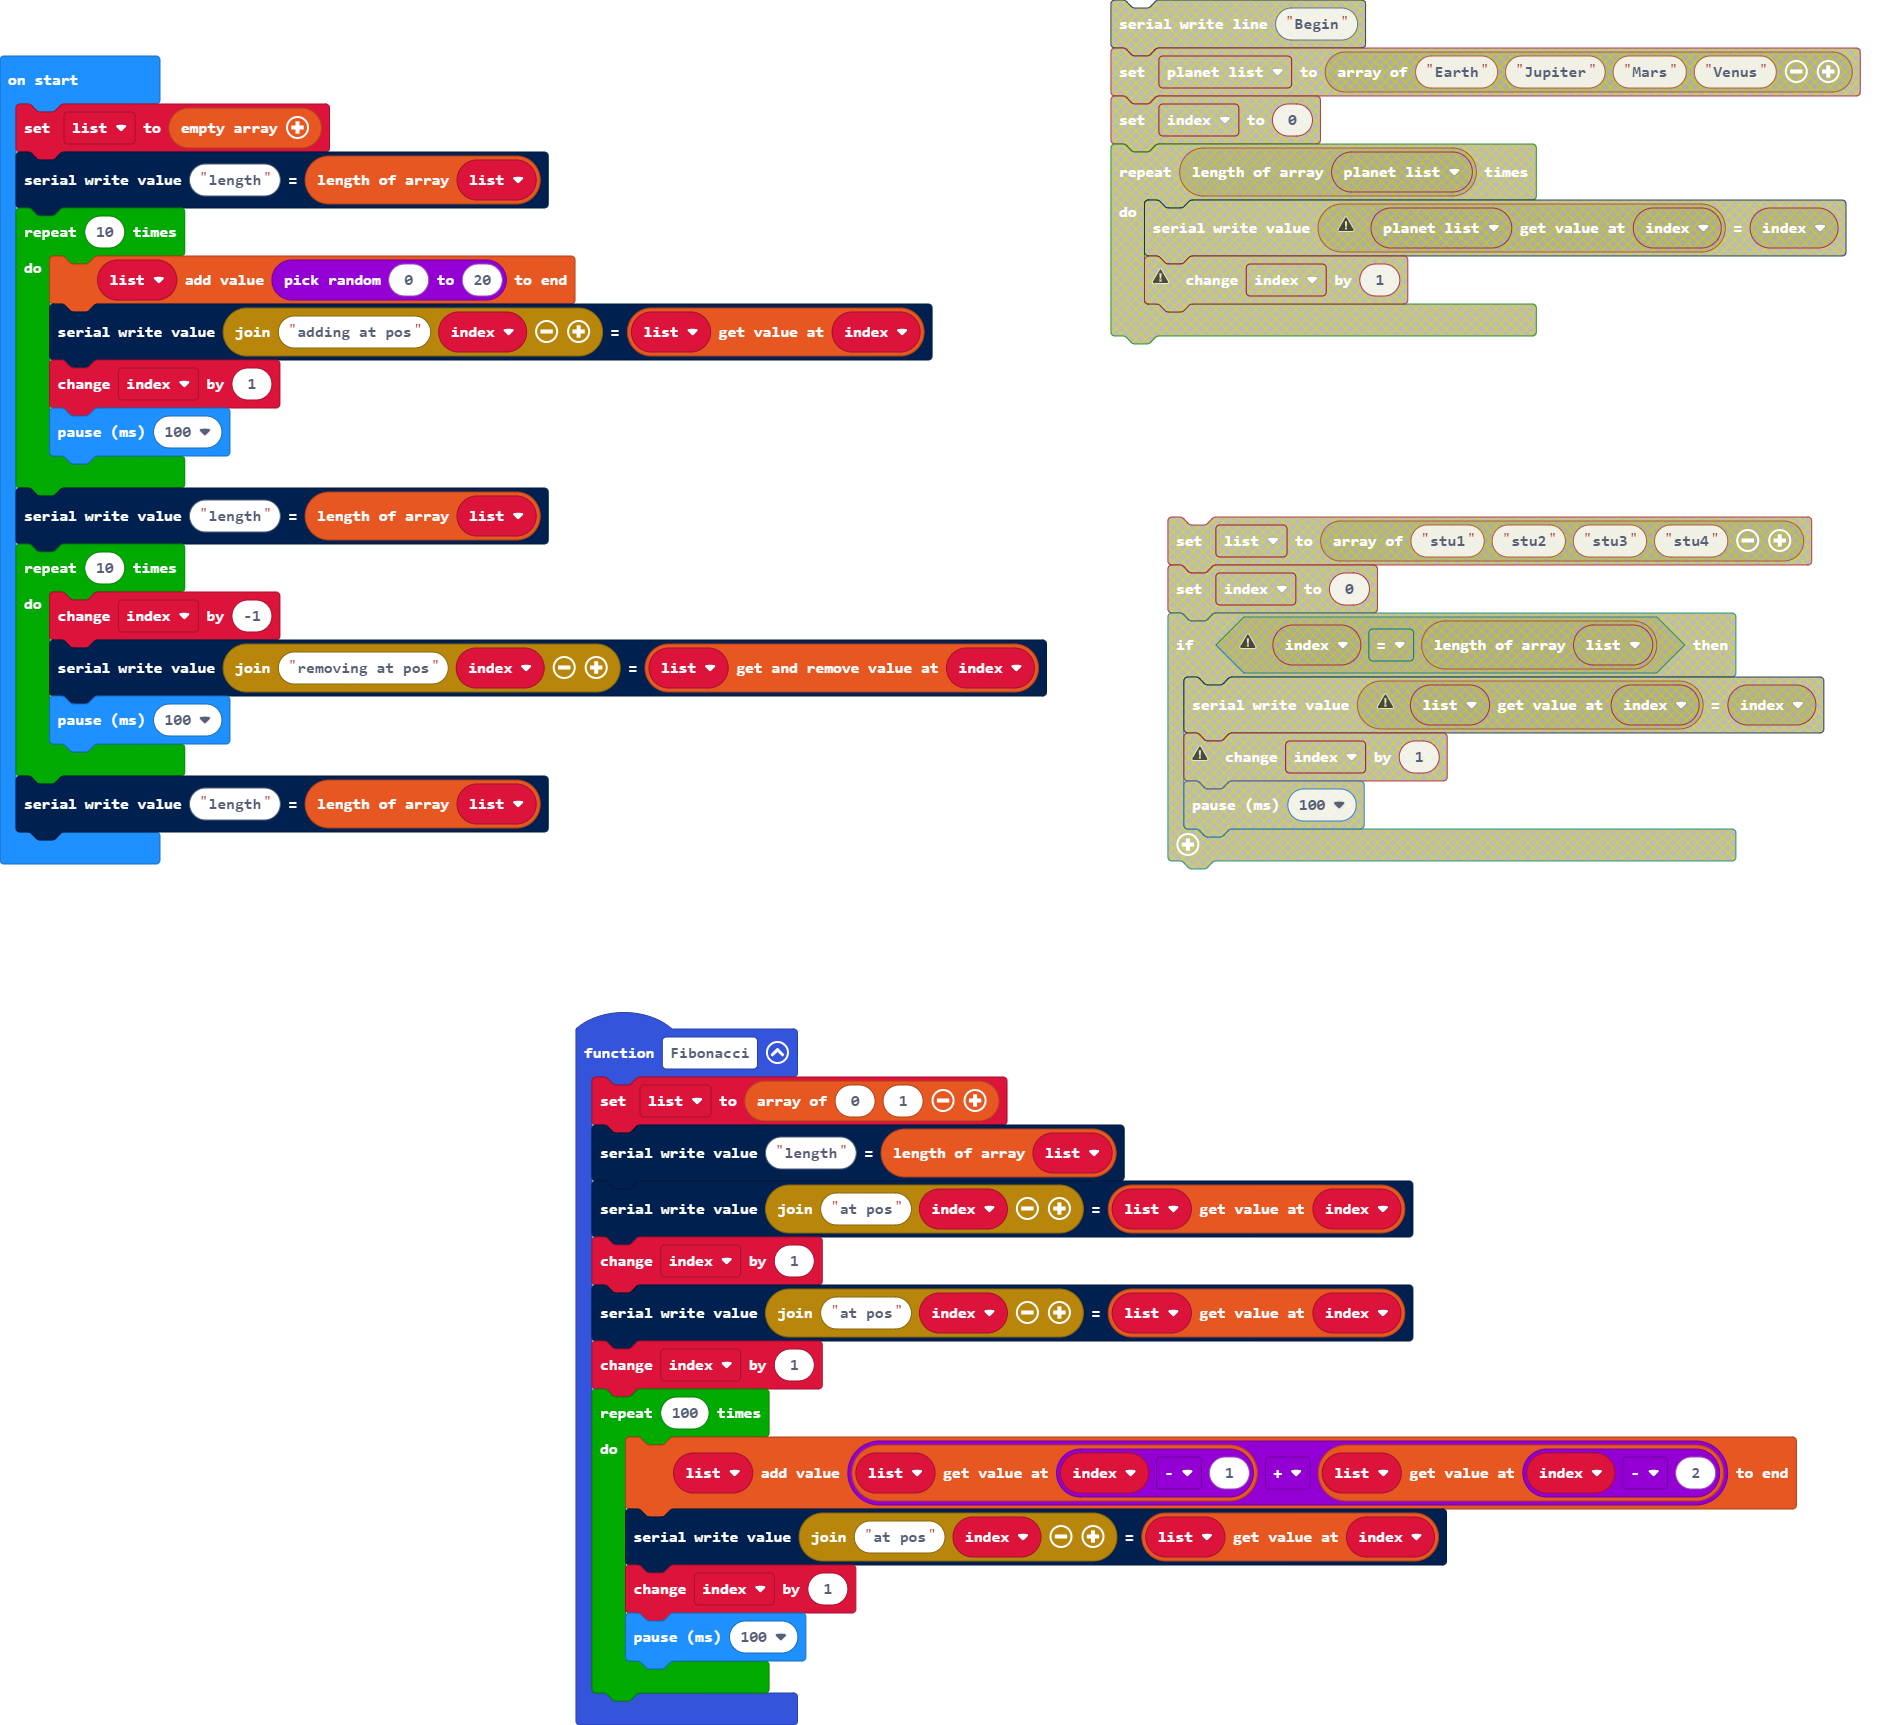 on start
set list to empty array
serial write value "length" = length of array list
repeat 10 times
do
list add value pick random 0 to 20 to end
serial write value join "adding at pos" index = list get value at index
change index by 1
pause (ms) 100
serial write value "length" = length of array list
repeat 10 times
do
change index by -1
serial write value join "removing at pos" index = list get and remove value at index
pause (ms) 100
serial write value "length" = length of array list
serial write line "Begin"
set planet list to array of "Earth" "Jupiter" "Mars" "Venus"
set index to 0
repeat length of array planet list times
do
serial write value planet list get value at index = index
change index by 1
set list to array of "stu1" "stu2" "stu3" "stu4"
set index to 0
if index = length of array list then
serial write value list get value at index = index
change index by 1
pause (ms) 100
function Fibonacci
set list to array of 0 1
serial write value "length" = length of array list
serial write value join "at pos" index = list get value at index
change index by 1
serial write value join "at pos" index = list get value at index
change index by 1
repeat 100 times
do
list add value list get value at index - 1 + list get value at index - 2 to end
serial write value join "at pos" index = list get value at index
change index by 1
pause (ms) 100